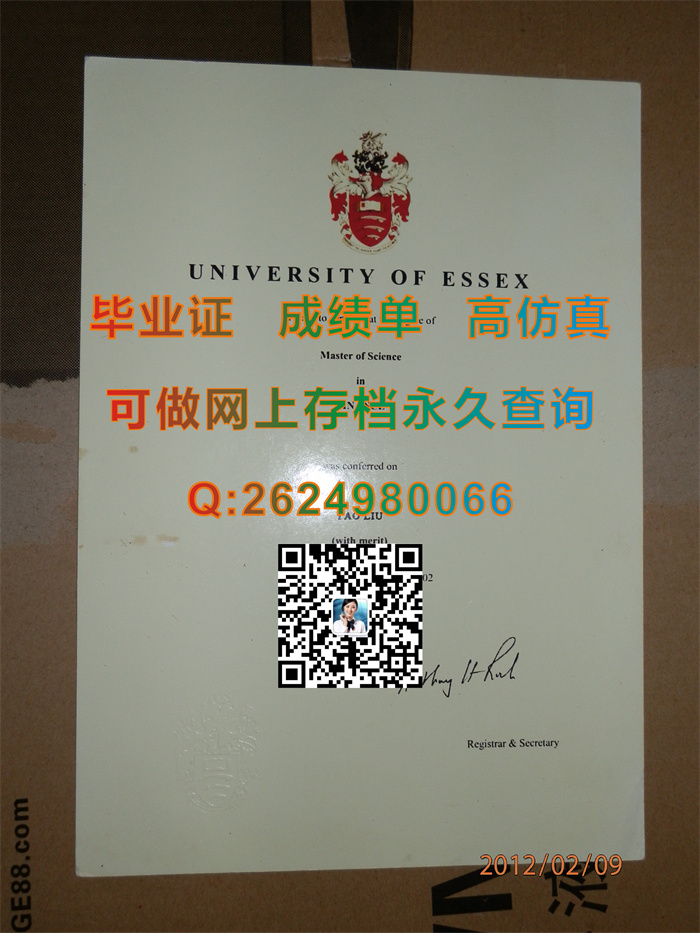 UNIVERSITY OF ESSEX
毕业证 成绩单 高仿真
of
Master of Science
in
可做网上存档永久查询
was conferred on
Q:2624980066
LIU
(with merit)
02
Registrar & Secretary
2012/02/09
GE88.com